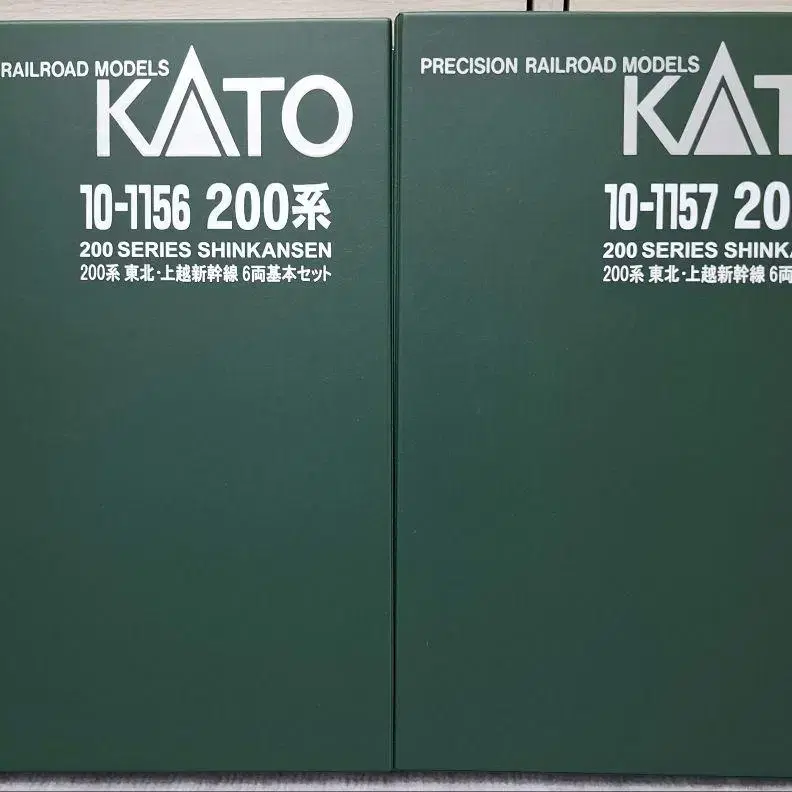 RAILROAD MODELS
KATO
10-1156 200系
200 SERIES SHINKANSEN
200系 東北・上越新幹線 6両基本セット
PRECISION RAILROAD MODELS
KAT
10-1157 20
200 SERIES SHINK
200系 東北・上越新幹線 6両